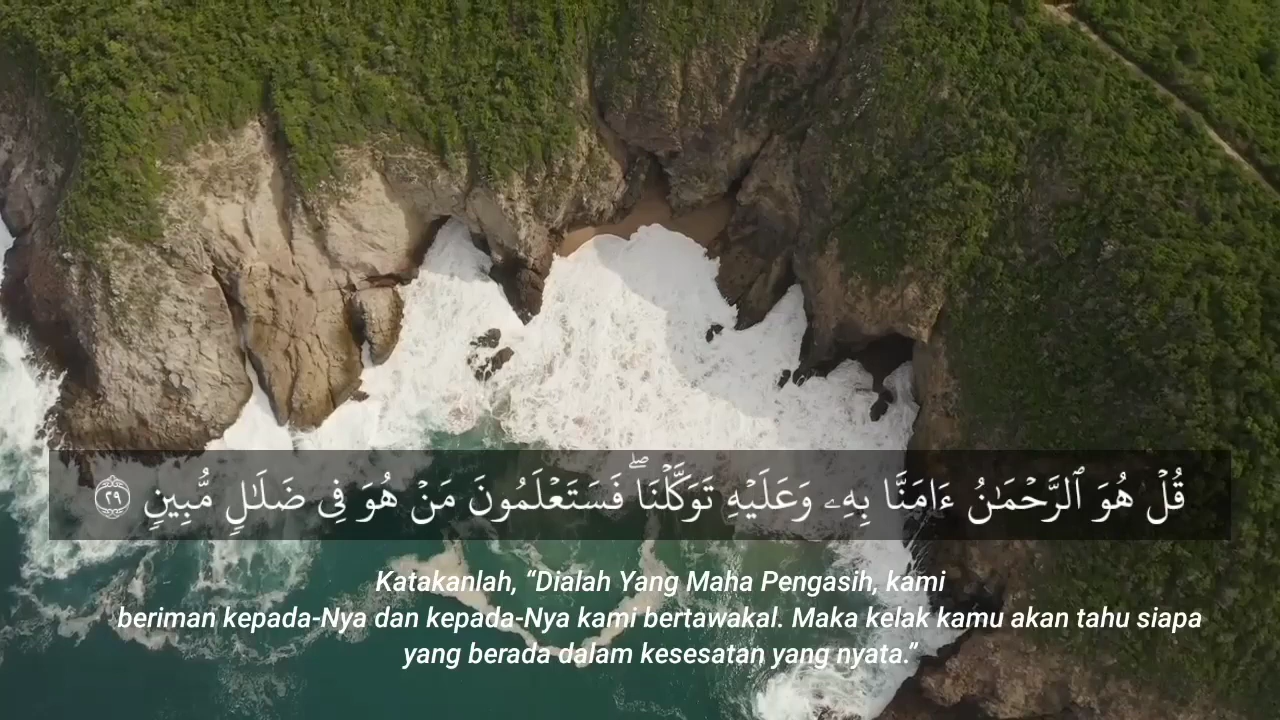 قُلْ هُوَ ٱلرَّحْمَـٰنُ ءَامَنَّا بِهِۦ وَعَلَيْهِ تَوَكَّلْنَا ۖ فَسَتَعْلَمُونَ مَنْ هُوَ فِى ضَلَـٰلٍ مُّبِينٍ ٢٩
Katakanlah, “Dialah Yang Maha Pengasih, kami
beriman kepada-Nya dan kepada-Nya kami bertawakal. Maka kelak kamu akan tahu siapa
yang berada dalam kesesatan yang nyata.”